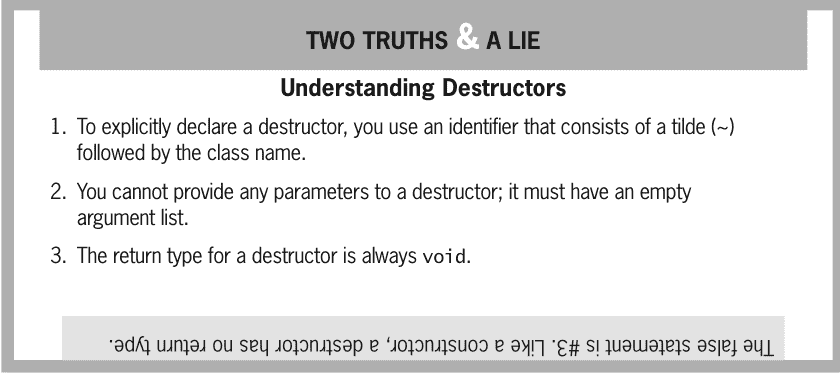 TWO TRUTHS & A LIE
Understanding Destructors
1. To explicitly declare a destructor, you use an identifier that consists of a tilde (~)
followed by the class name.
2. You cannot provide any parameters to a destructor; it must have an empty
argument list.
3. The return type for a destructor is always void.
The false statement is #3. Like a constructor, a destructor has no return type.